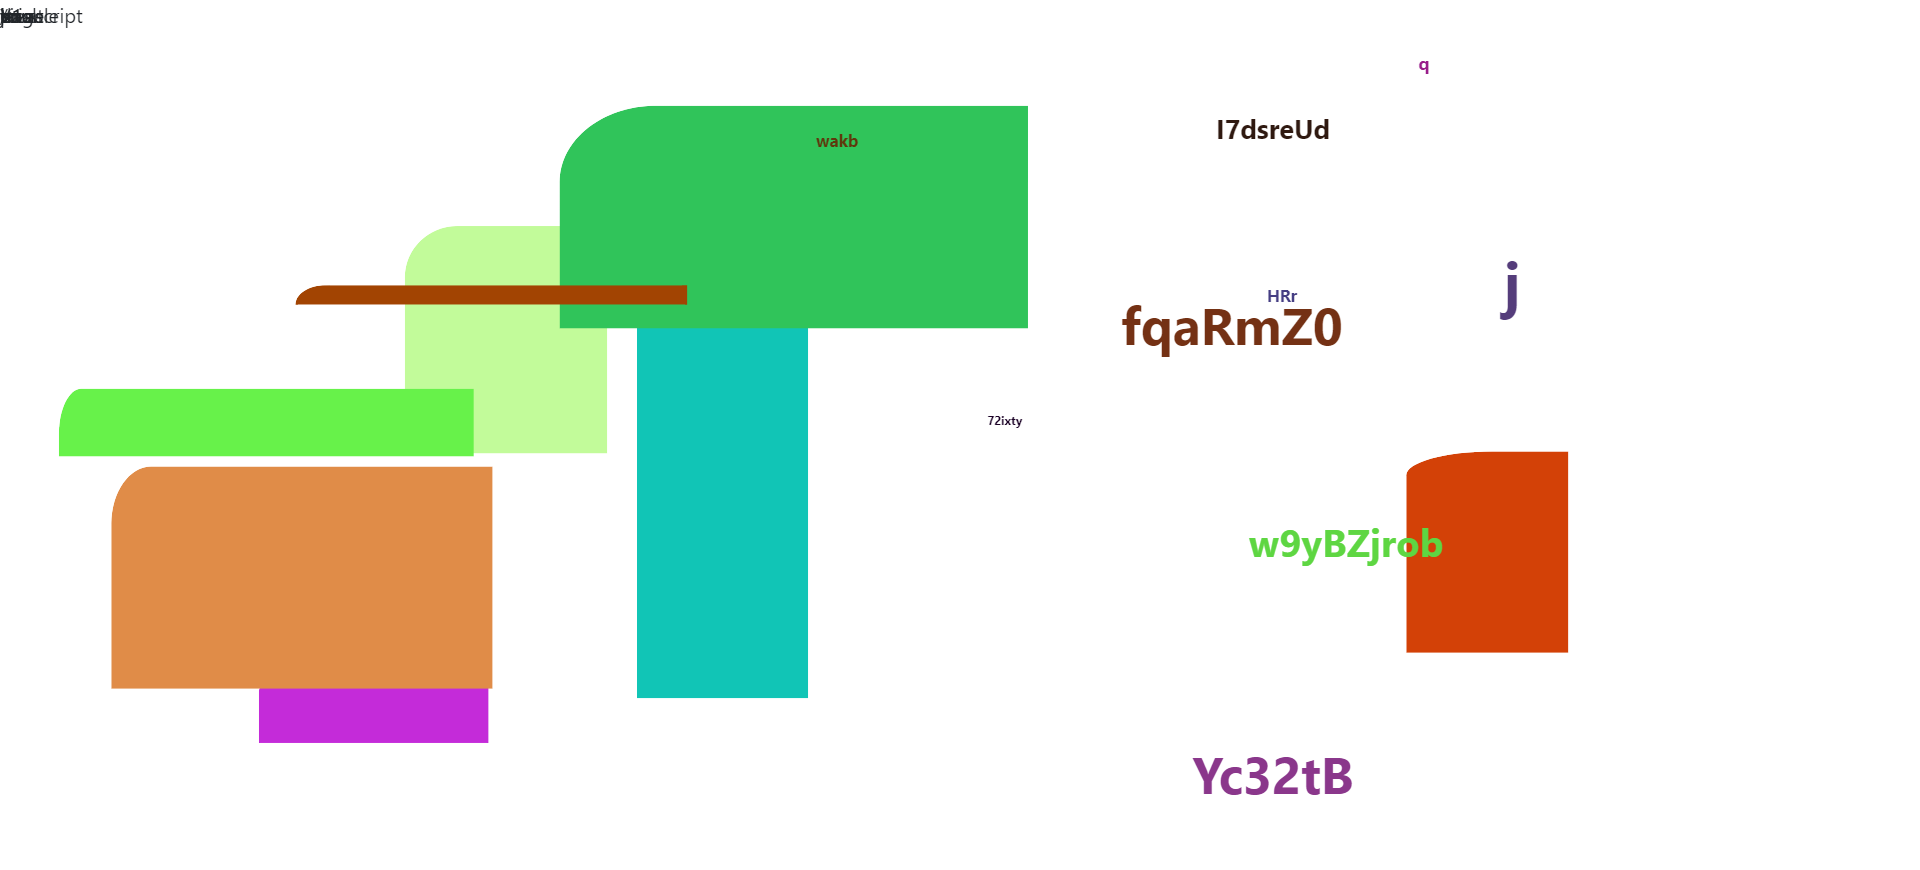 q
I7dsreUd
wakb
j
HRr
fqaRmZ0
72ixty
w9yBZjrob
Yc32tB